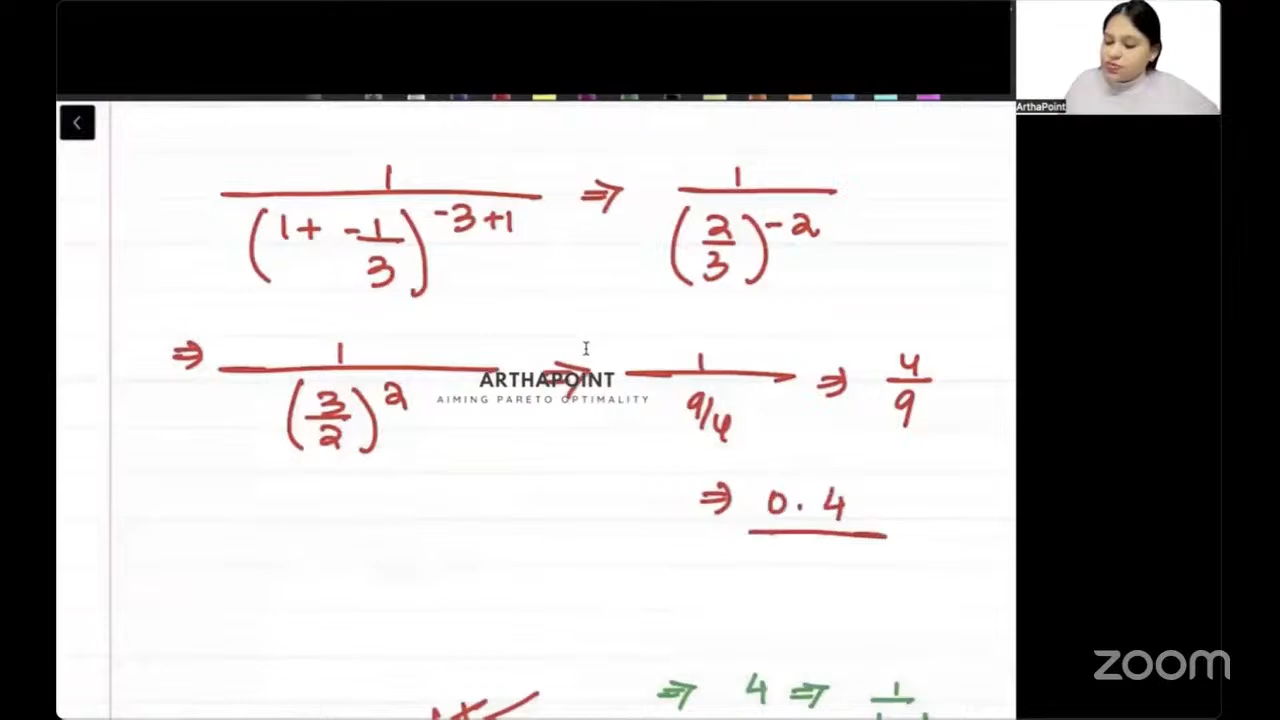 ArthaPoint
1 / (1 + -1/3)^(-3+1) ⇒ 1 / (2/3)^(-2)
⇒ 1 / (3/2)^2 ⇒ 1 / 9/4 ⇒ 4/9
ARTHAPOINT
AIMING PARETO OPTIMALITY
⇒ 0.4
zoom
⇒ 4 ⇒ 1